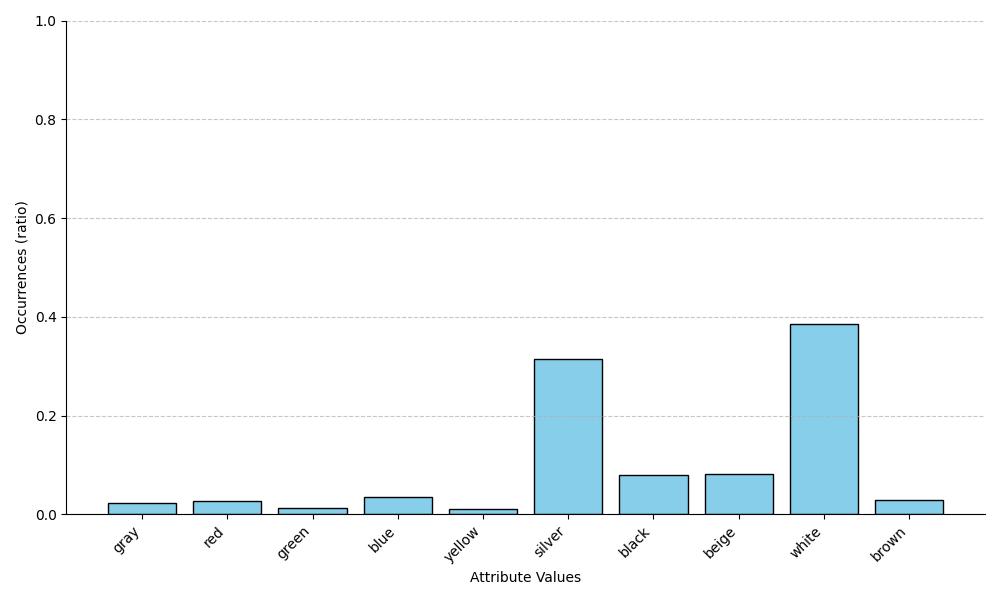 1.0
0.8
0.6
0.4
0.2
0.0
Occurrences (ratio)
gray
red
green
blue
yellow
silver
black
beige
white
brown
Attribute Values